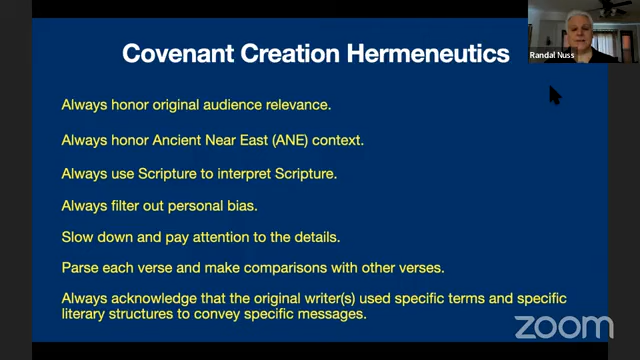 Covenant Creation Hermeneutics
Randal Nuss
Always honor original audience relevance.
Always honor Ancient Near East (ANE) context.
Always use Scripture to interpret Scripture.
Always filter out personal bias.
Slow down and pay attention to the details.
Parse each verse and make comparisons with other verses.
Always acknowledge that the original writer(s) used specific terms and specific
literary structures to convey specific messages.
zoom